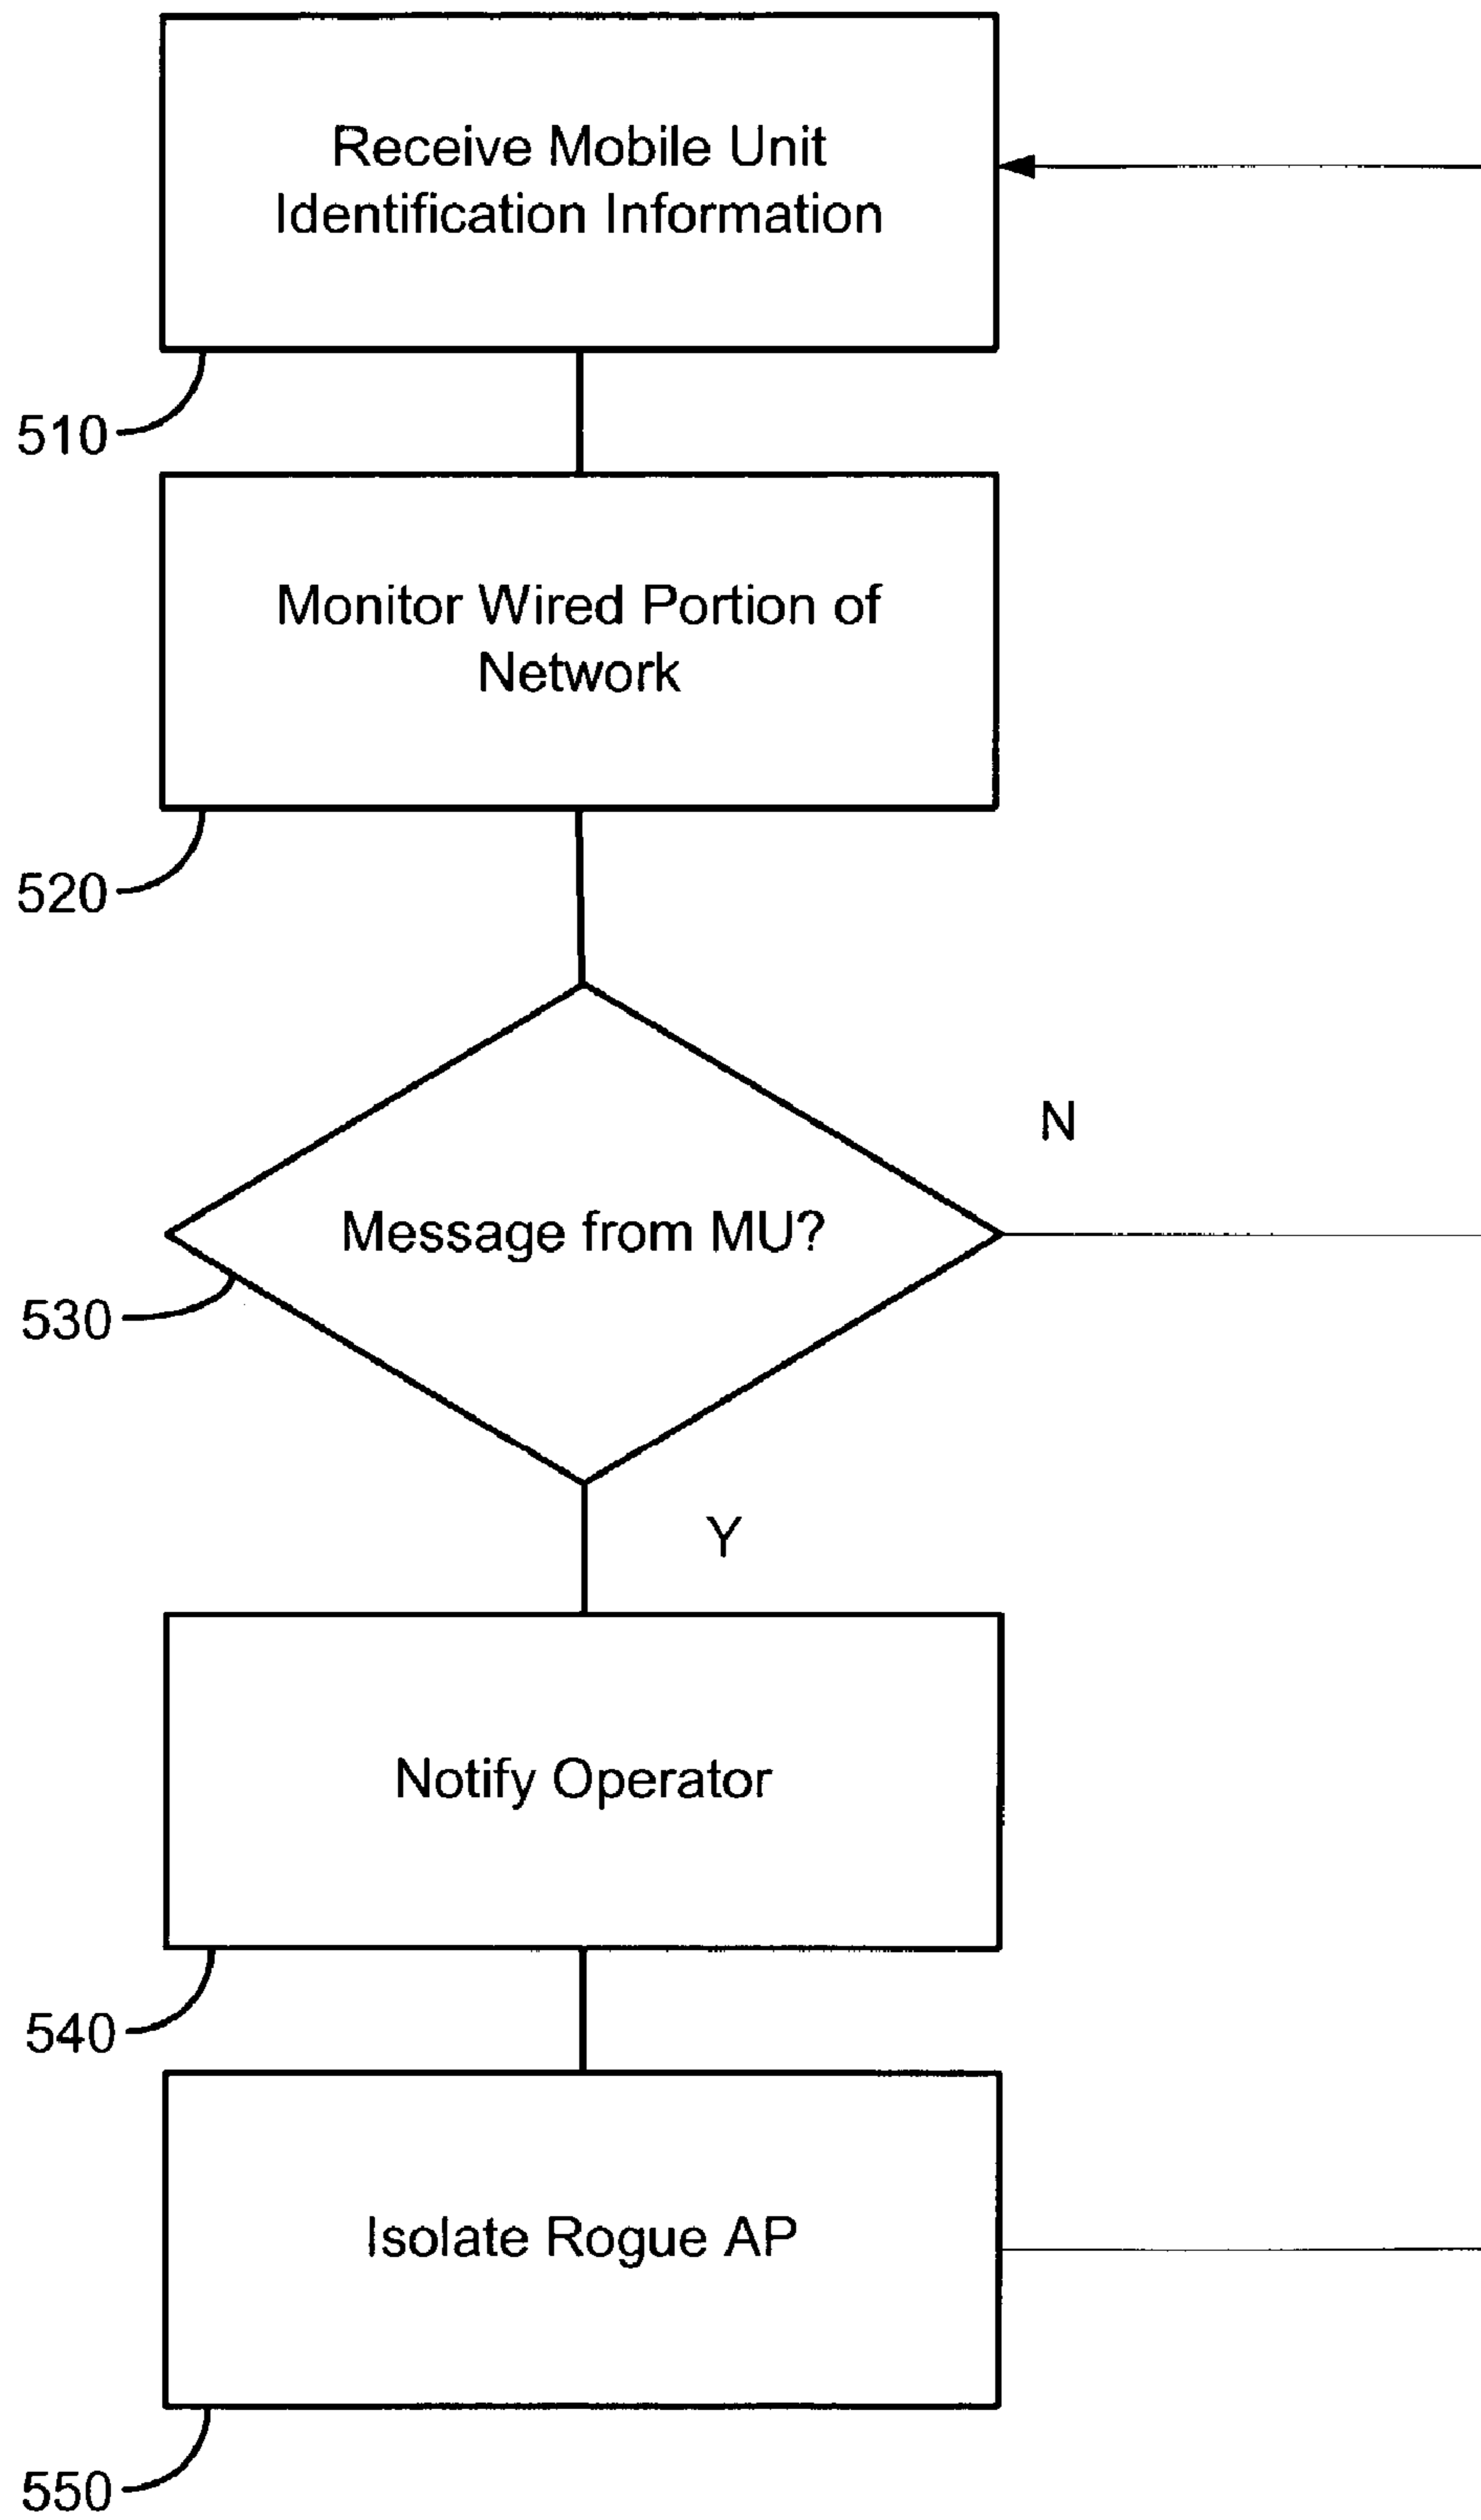 Receive Mobile Unit
Identification Information
510
Monitor Wired Portion of
Network
520
N
Message from MU?
530
Y
Notify Operator
540
Isolate Rogue AP
550